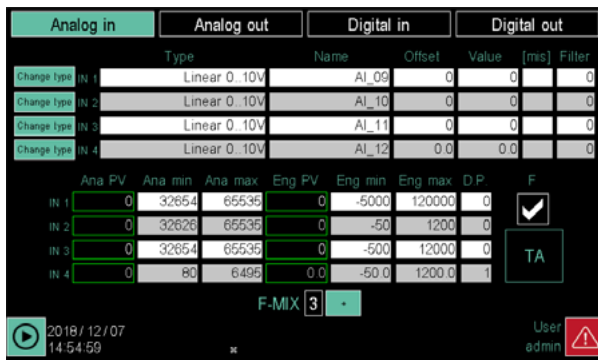 Analog in Analog out Digital in Digital out
Type Name Offset Value [mis] Filter
Change type IN 1 Linear 0..10V AI_09 0 0 0
Change type IN 2 Linear 0..10V AI_10 0 0 0
Change type IN 3 Linear 0..10V AI_11 0 0 0
Change type IN 4 Linear 0..10V AI_12 0.0 0.0 0
Ana PV Ana min Ana max Eng PV Eng min Eng max D.P. F
IN 1 0 32654 65535 0 -5000 120000 0
IN 2 0 32626 65535 0 -50 1200 0
IN 3 0 32654 65535 0 -500 12000 0
IN 4 0 80 6495 0.0 -50.0 1200.0 1
TA
F-MIX 3 +
2018/12/07 User
14:54:59 admin